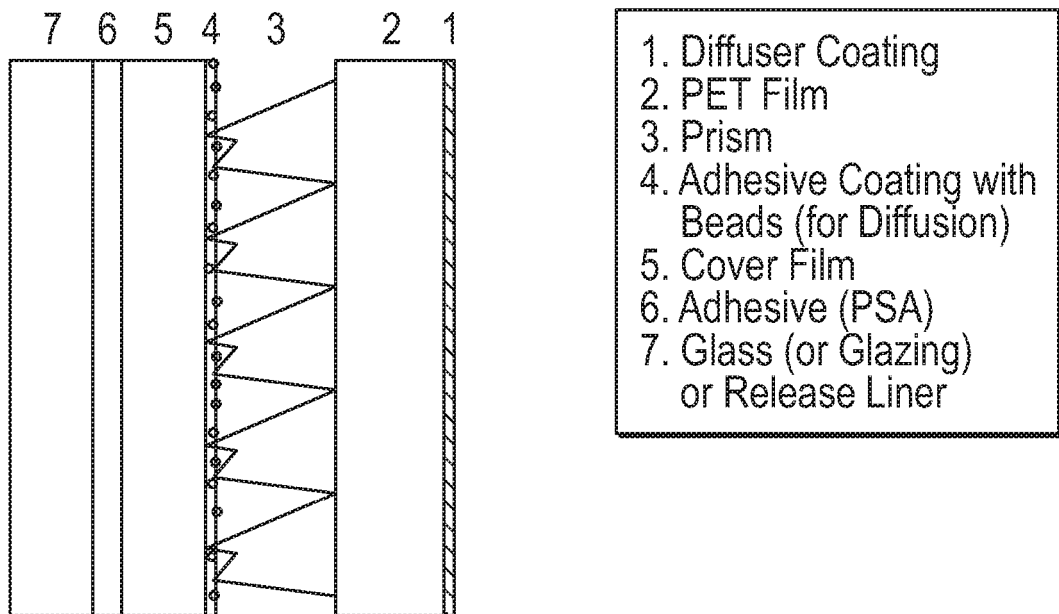 7 6 5 4 3 2 1
1. Diffuser Coating
2. PET Film
3. Prism
4. Adhesive Coating with
Beads (for Diffusion)
5. Cover Film
6. Adhesive (PSA)
7. Glass (or Glazing)
or Release Liner